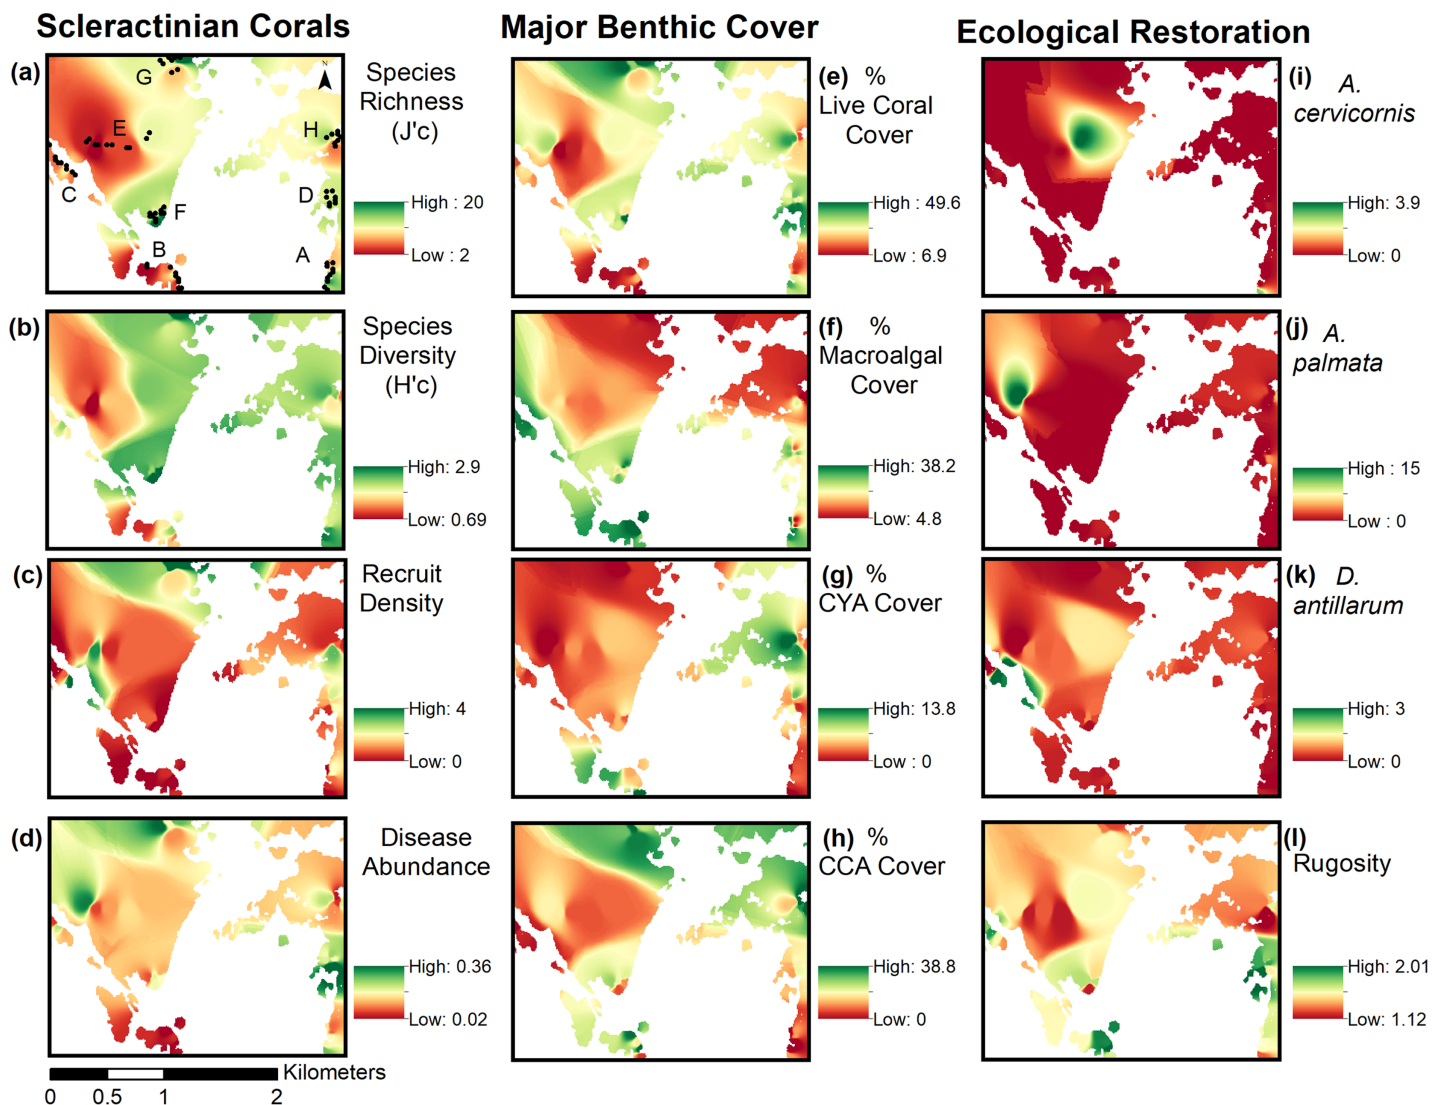 Scleractinian Corals
Major Benthic Cover
Ecological Restoration
(a)
Species
Richness
(J'c)
High : 20
Low : 2
N
G
E
H
C
D
F
B
A
(e) %
Live Coral
Cover
High : 49.6
Low : 6.9
(i) A.
cervicornis
High : 3.9
Low: 0
(b)
Species
Diversity
(H'c)
High: 2.9
Low: 0.69
(f) %
Macroalgal
Cover
High: 38.2
Low: 4.8
(j) A.
palmata
High : 15
Low : 0
(c)
Recruit
Density
High: 4
Low: 0
(g) %
CYA Cover
High: 13.8
Low : 0
(k) D.
antillarum
High: 3
Low: 0
(d)
Disease
Abundance
High: 0.36
Low: 0.02
(h) %
CCA Cover
High: 38.8
Low: 0
(l)
Rugosity
High: 2.01
Low: 1.12
Kilometers
0 0.5 1 2